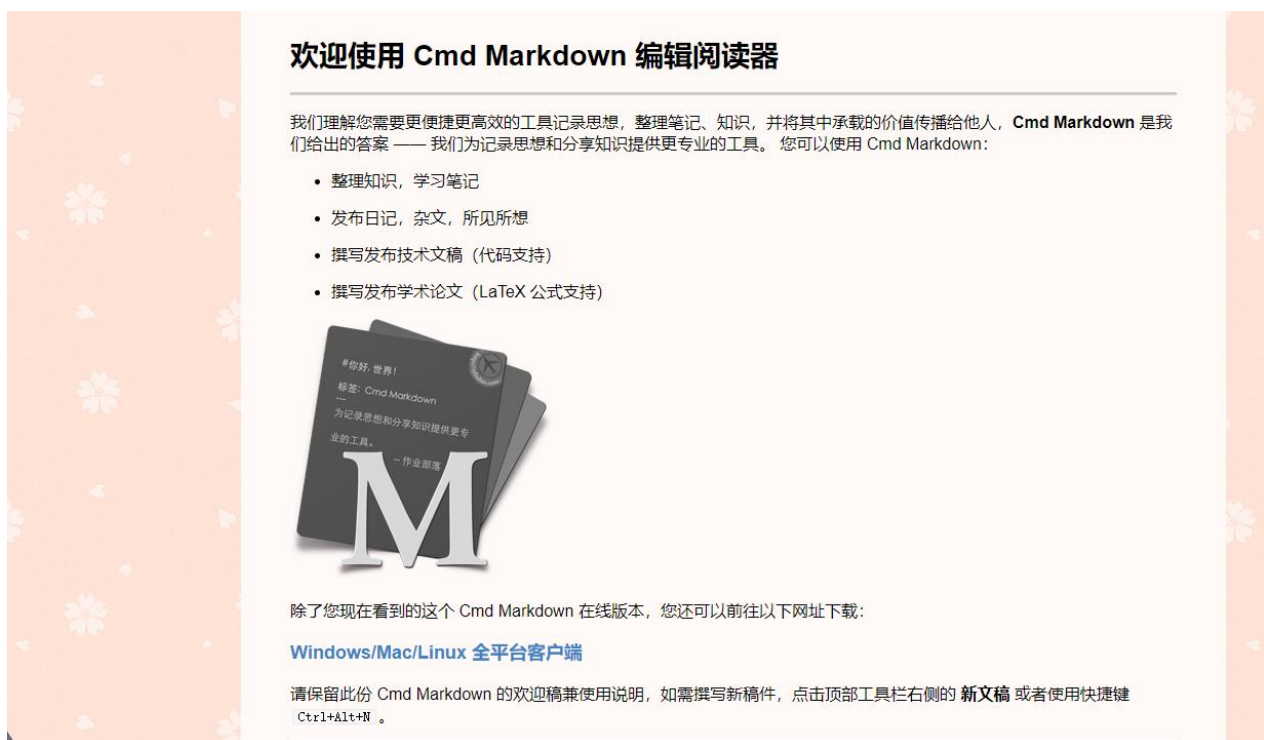 欢迎使用 Cmd Markdown 编辑阅读器
我们理解您需要更便捷更高效的工具记录思想，整理笔记、知识，并将其中承载的价值传播给他人，Cmd Markdown 是我
们给出的答案 —— 我们为记录思想和分享知识提供更专业的工具。 您可以使用 Cmd Markdown：
• 整理知识，学习笔记
• 发布日记，杂文，所见所想
• 撰写发布技术文稿（代码支持）
• 撰写发布学术论文（LaTeX 公式支持）
#你好, 世界！
标签: Cmd Markdown
—
为记录思想和分享知识提供更专
业的工具。
– 作业部落
M
除了您现在看到的这个 Cmd Markdown 在线版本，您还可以前往以下网址下载：
Windows/Mac/Linux 全平台客户端
请保留此份 Cmd Markdown 的欢迎稿兼使用说明，如需撰写新稿件，点击顶部工具栏右侧的 新文稿 或者使用快捷键
Ctrl+Alt+N 。